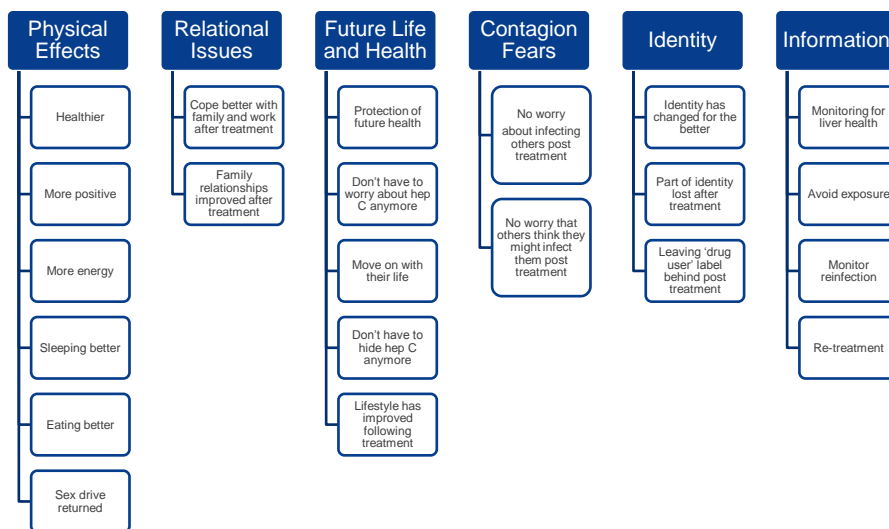 Physical
Effects
Healthier
More positive
More energy
Sleeping better
Eating better
Sex drive
returned
Relational
Issues
Cope better with
family and work
after treatment
Family
relationships
improved after
treatment
Future Life
and Health
Protection of
future health
Don't have to
worry about hep
C anymore
Move on with
their life
Don't have to
hide hep C
anymore
Lifestyle has
improved
following
treatment
Contagion
Fears
No worry
about infecting
others post
treatment
No worry that
others think they
might infect
them post
treatment
Identity
Identity has
changed for the
better
Part of identity
lost after
treatment
Leaving ‘drug
user’ label
behind post
treatment
Information
Monitoring for
liver health
Avoid exposure
Monitor
reinfection
Re-treatment